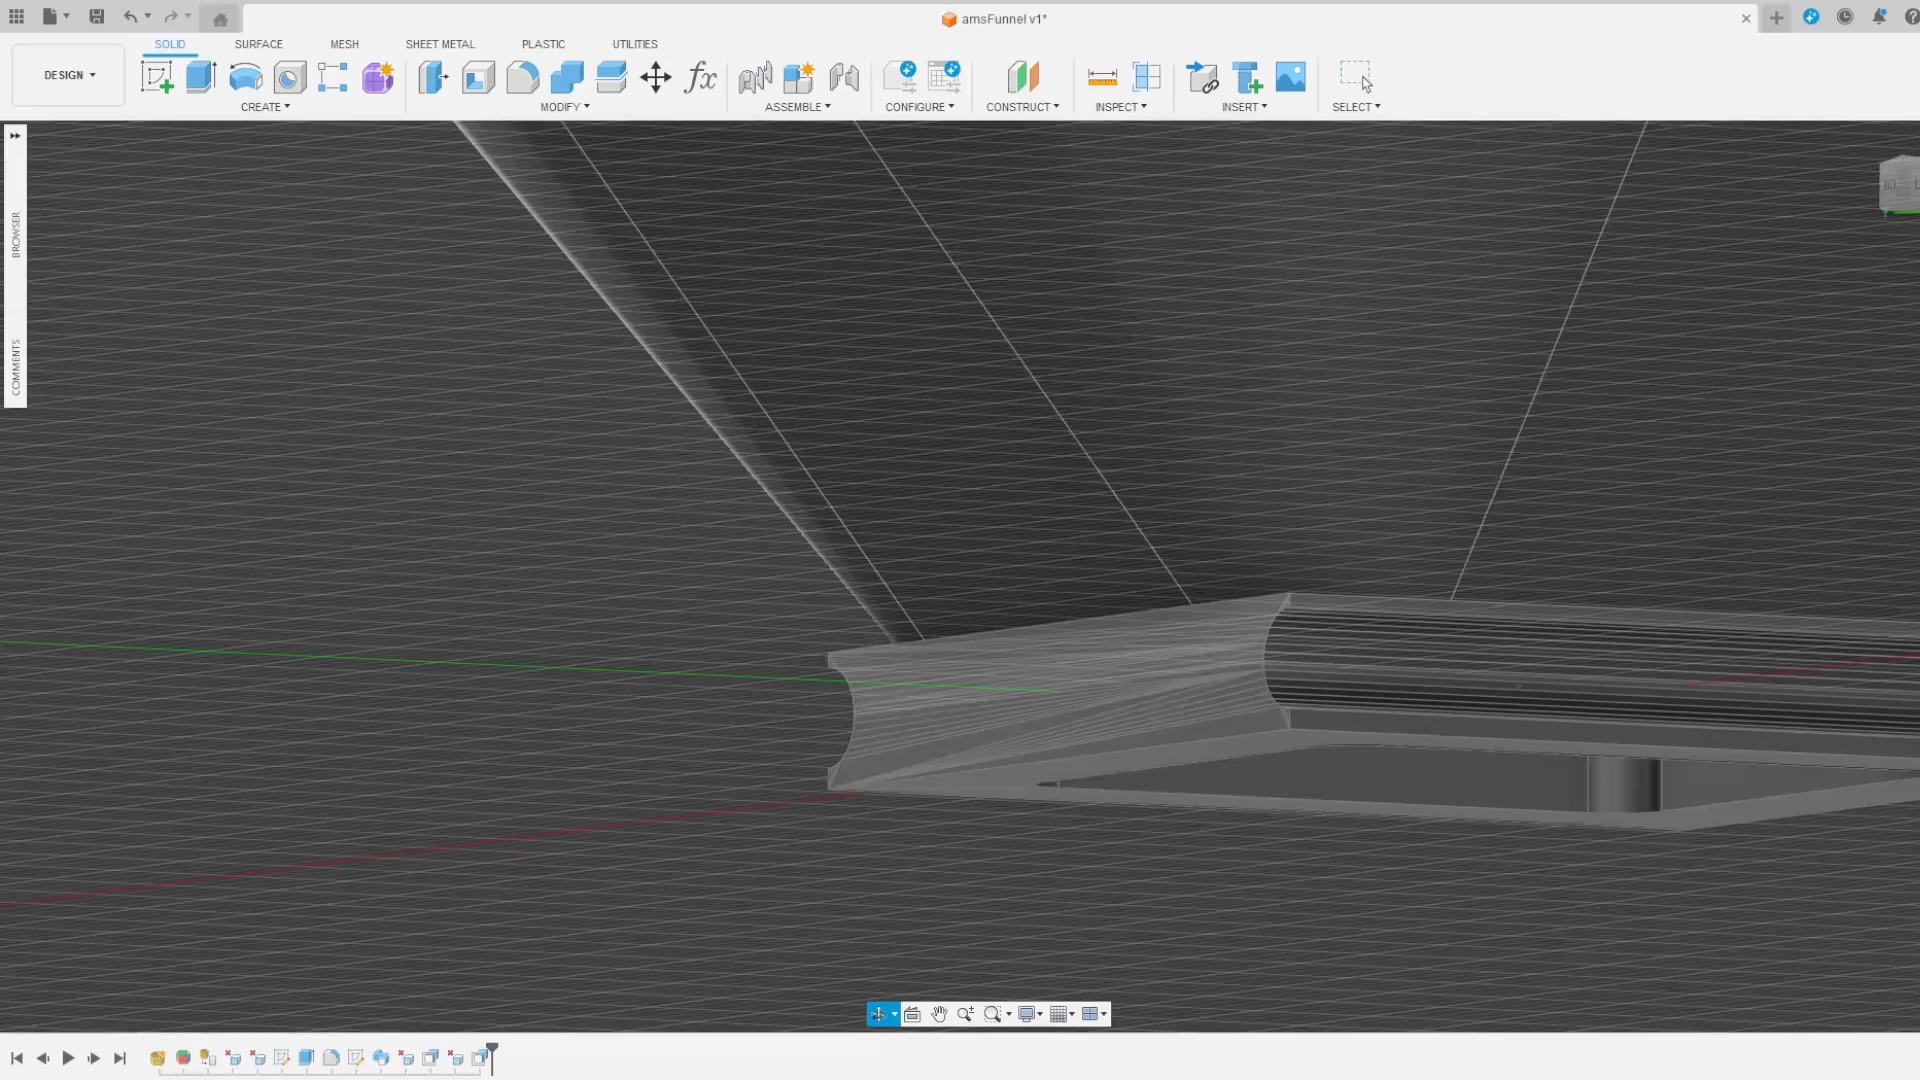 amsFunnel v1*
SOLID
SURFACE
MESH
SHEET METAL
PLASTIC
UTILITIES
DESIGN
fx
CREATE
MODIFY
ASSEMBLE
CONFIGURE
CONSTRUCT
INSPECT
INSERT
SELECT
BROWSER
COMMENTS